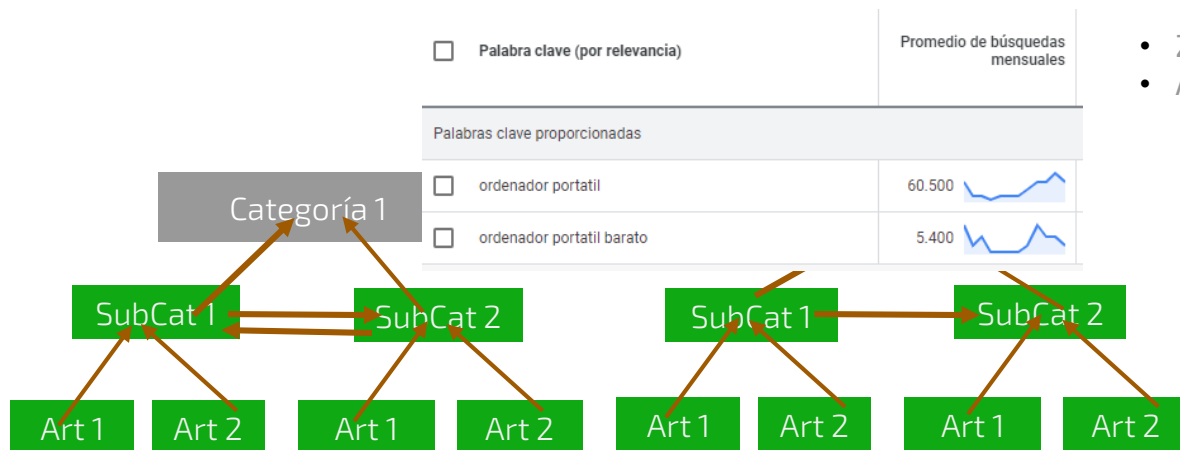 Palabra clave (por relevancia)
Promedio de búsquedas
mensuales
Palabras clave proporcionadas
ordenador portatil
60.500
ordenador portatil barato
5.400
Categoría 1
SubCat 1
SubCat 2
SubCat 1
SubCat 2
Art 1
Art 2
Art 1
Art 2
Art 1
Art 2
Art 1
Art 2